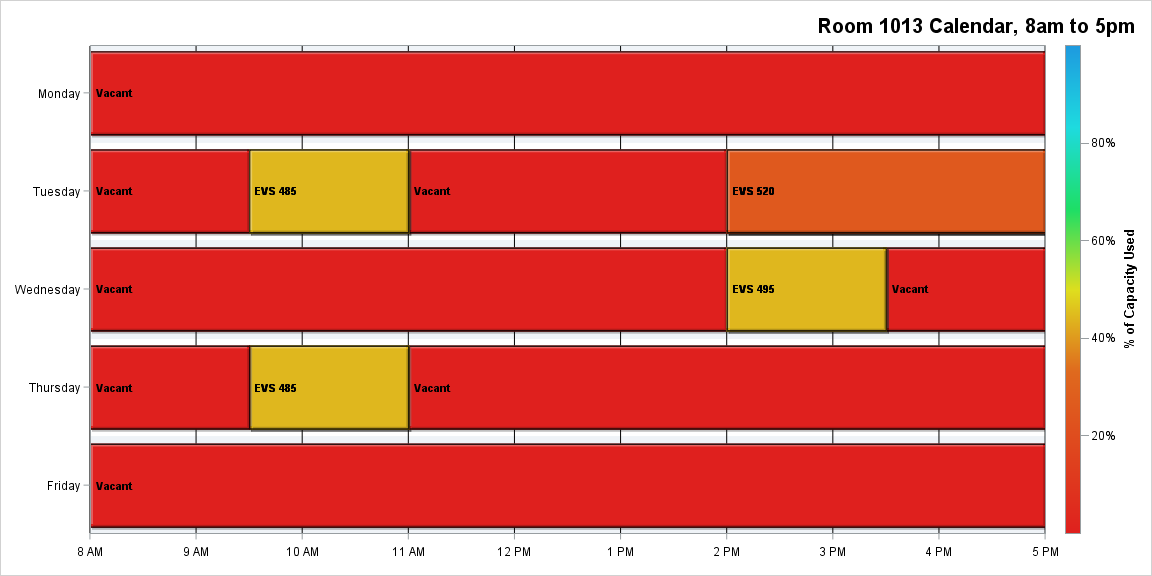 Room 1013 Calendar, 8am to 5pm
Monday
Vacant
Tuesday
Vacant
EVS 485
Vacant
EVS 520
Wednesday
Vacant
EVS 495
Vacant
Thursday
Vacant
EVS 485
Vacant
Friday
Vacant
8 AM
9 AM
10 AM
11 AM
12 PM
1 PM
2 PM
3 PM
4 PM
5 PM
80%
60%
40%
20%
% of Capacity Used